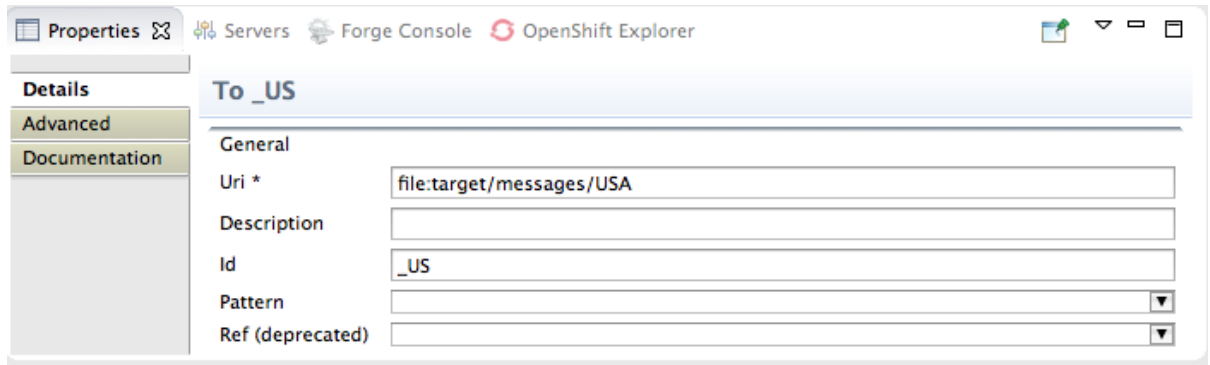 Properties Servers Forge Console OpenShift Explorer
Details
Advanced
Documentation
To _US
General
Uri * file:target/messages/USA
Description
Id _US
Pattern
Ref (deprecated)